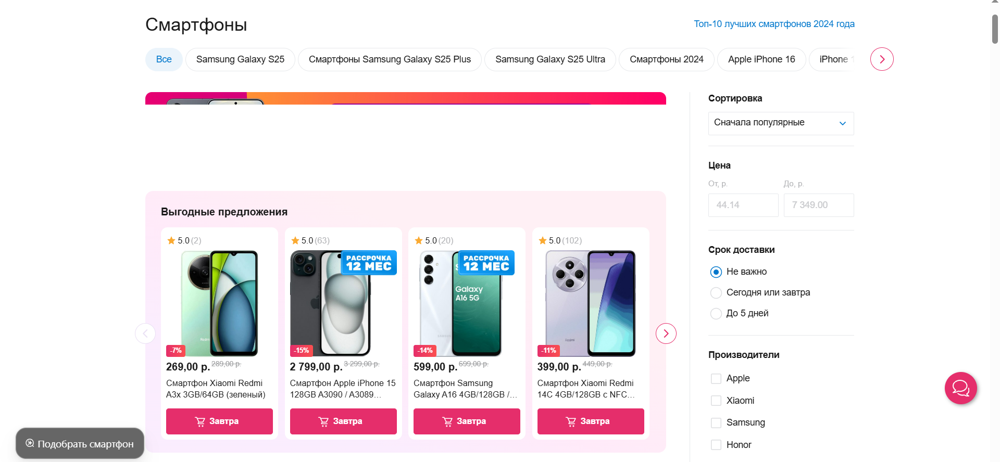 Смартфоны
Топ-10 лучших смартфонов 2024 года
Все
Samsung Galaxy S25
Смартфоны Samsung Galaxy S25 Plus
Samsung Galaxy S25 Ultra
Смартфоны 2024
Apple iPhone 16
iPhone
Сортировка
Сначала популярные
Цена
От, р.
До, р.
44.14
7 349.00
Срок доставки
Не важно
Сегодня или завтра
До 5 дней
Производители
Apple
Xiaomi
Samsung
Honor
Выгодные предложения
5.0 (2)
Redmi
-7%
269,00 р. 289,00 р.
Смартфон Xiaomi Redmi
A3x 3GB/64GB (зеленый)
Завтра
5.0 (63)
РАССРОЧКА
12 МЕС
-15%
2 799,00 р. 3 299,00 р.
Смартфон Apple iPhone 15
128GB A3090 / A3089...
Завтра
5.0 (20)
РАССРОЧКА
12 МЕС
Galaxy
A16 5G
SAMSUNG
-14%
599,00 р. 699,00 р.
Смартфон Samsung
Galaxy A16 4GB/128GB /...
Завтра
5.0 (102)
Redmi
-11%
399,00 р. 449,00 р.
Смартфон Xiaomi Redmi
14C 4GB/128GB с NFC...
Завтра
Подобрать смартфон